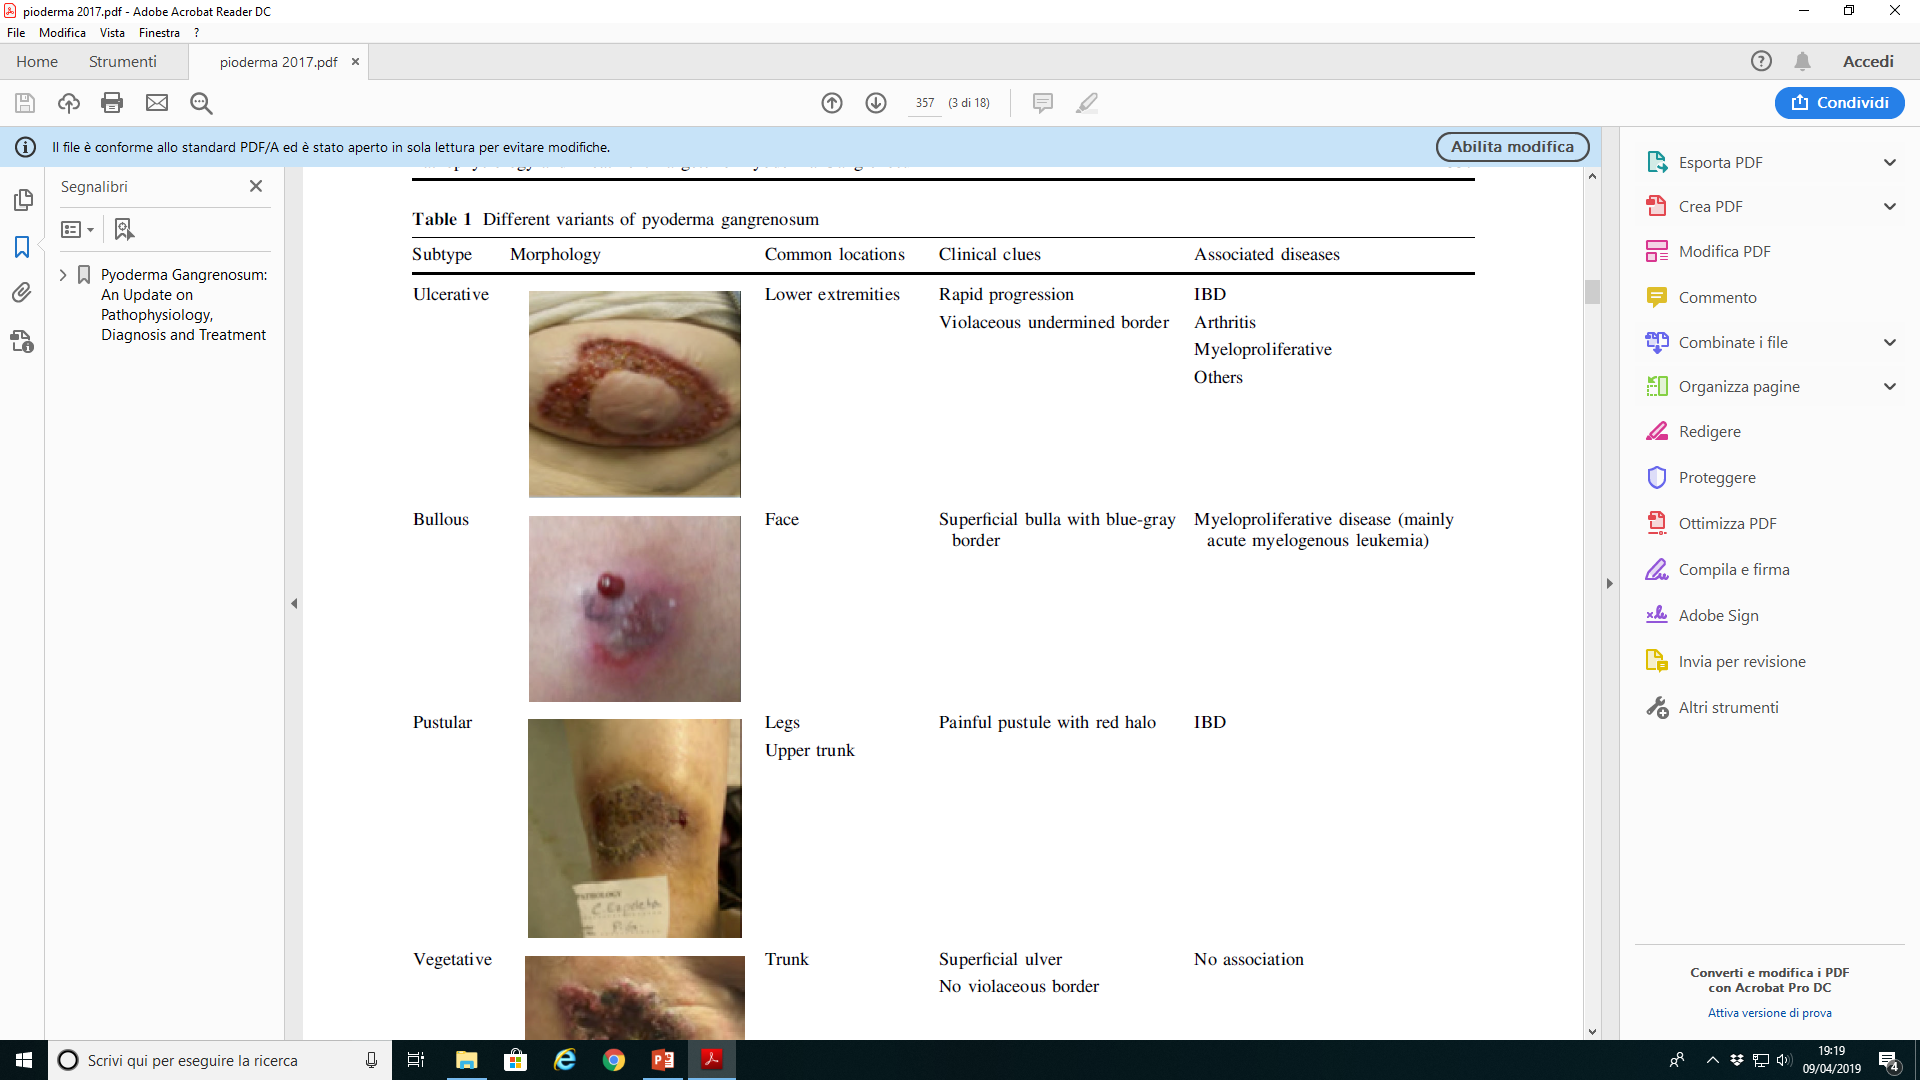 pioderma 2017.pdf - Adobe Acrobat Reader DC
File Modifica Vista Finestra ?
Home Strumenti pioderma 2017.pdf × Accedi
357 (3 di 18) Condividi
Il file è conforme allo standard PDF/A ed è stato aperto in sola lettura per evitare modifiche. Abilita modifica
Segnalibri
Pyoderma Gangrenosum:
An Update on
Pathophysiology,
Diagnosis and Treatment
Table 1 Different variants of pyoderma gangrenosum
Subtype Morphology Common locations Clinical clues Associated diseases
Ulcerative Lower extremities Rapid progression IBD
Violaceous undermined border Arthritis
Myeloproliferative
Others
Bullous Face Superficial bulla with blue-gray Myeloproliferative disease (mainly
border acute myelogenous leukemia)
Pustular Legs Painful pustule with red halo IBD
Upper trunk
P.G.
Vegetative Trunk Superficial ulver No association
No violaceous border
Esporta PDF
Crea PDF
Modifica PDF
Commento
Combinate i file
Organizza pagine
Redigere
Proteggere
Ottimizza PDF
Compila e firma
Adobe Sign
Invia per revisione
Altri strumenti
Converti e modifica i PDF
con Acrobat Pro DC
Attiva versione di prova
Scrivi qui per eseguire la ricerca
19:19
09/04/2019
4